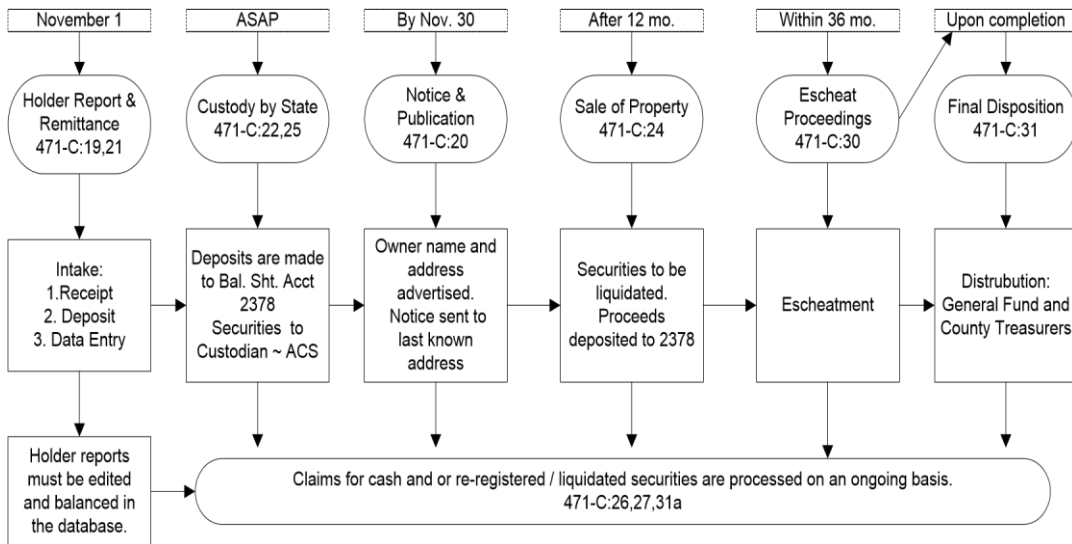 November 1
ASAP
By Nov. 30
After 12 mo.
Within 36 mo.
Upon completion
Holder Report &
Remittance
471-C:19,21
Custody by State
471-C:22,25
Notice &
Publication
471-C:20
Sale of Property
471-C:24
Escheat
Proceedings
471-C:30
Final Disposition
471-C:31
Intake:
1.Receipt
2. Deposit
3. Data Entry
Deposits are made
to Bal. Sht. Acct
2378
Securities to
Custodian ~ ACS
Owner name and
address
advertised.
Notice sent to
last known
address
Securities to be
liquidated.
Proceeds
deposited to 2378
Escheatment
Distrubution:
General Fund and
County Treasurers
Holder reports
must be edited
and balanced in
the database.
Claims for cash and or re-registered / liquidated securities are processed on an ongoing basis.
471-C:26,27,31a